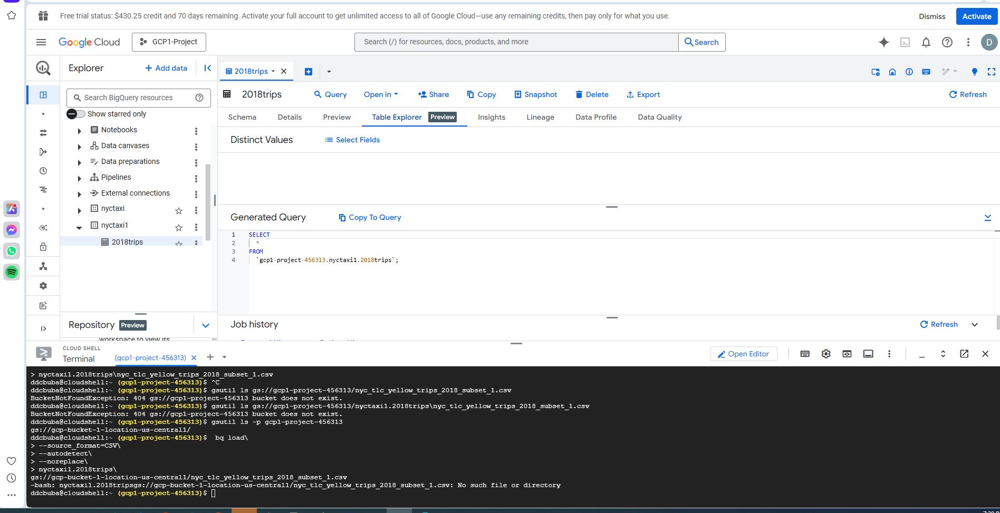 Free trial status: $430.25 credit and 70 days remaining. Activate your full account to get unlimited access to all of Google Cloud—use any remaining credits, then pay only for what you use.
Dismiss
Activate
Google Cloud
GCP1-Project
Search (/) for resources, docs, products, and more
Search
D
Explorer
+ Add data
Search BigQuery resources
Show starred only
Notebooks
Data canvases
Data preparations
Pipelines
External connections
nyctaxi
nyctaxi1
2018trips
Repository Preview
workspace to view its
2018trips
2018trips
Query
Open in
Share
Copy
Snapshot
Delete
Export
Refresh
Schema
Details
Preview
Table Explorer Preview
Insights
Lineage
Data Profile
Data Quality
Distinct Values
Select Fields
Generated Query
Copy To Query
1 SELECT
2 *
3 FROM
4 `gcp1-project-456313.nyctaxi1.2018trips`;
Job history
Refresh
CLOUD SHELL
Terminal
(gcp1-project-456313)
Open Editor
> nyctaxi1.2018trips\nyc_tlc_yellow_trips_2018_subset_1.csv
ddcbuba@cloudshell:~ (gcp1-project-456313)$ ^C
ddcbuba@cloudshell:~ (gcp1-project-456313)$ gsutil ls gs://gcp1-project-456313/nyc_tlc_yellow_trips_2018_subset_1.csv
BucketNotFoundException: 404 gs://gcp1-project-456313 bucket does not exist.
ddcbuba@cloudshell:~ (gcp1-project-456313)$ gsutil ls gs://gcp1-project-456313/nyctaxi1.2018trips\nyc_tlc_yellow_trips_2018_subset_1.csv
BucketNotFoundException: 404 gs://gcp1-project-456313 bucket does not exist.
ddcbuba@cloudshell:~ (gcp1-project-456313)$ gsutil ls -p gcp1-project-456313
gs://gcp-bucket-1-location-us-central1/
ddcbuba@cloudshell:~ (gcp1-project-456313)$  bq load\
> --source_format=CSV\
> --autodetect\
> --noreplace\
> nyctaxi1.2018trips\
gs://gcp-bucket-1-location-us-central1/nyc_tlc_yellow_trips_2018_subset_1.csv
-bash: nyctaxi1.2018tripsgs://gcp-bucket-1-location-us-central1/nyc_tlc_yellow_trips_2018_subset_1.csv: No such file or directory
ddcbuba@cloudshell:~ (gcp1-project-456313)$